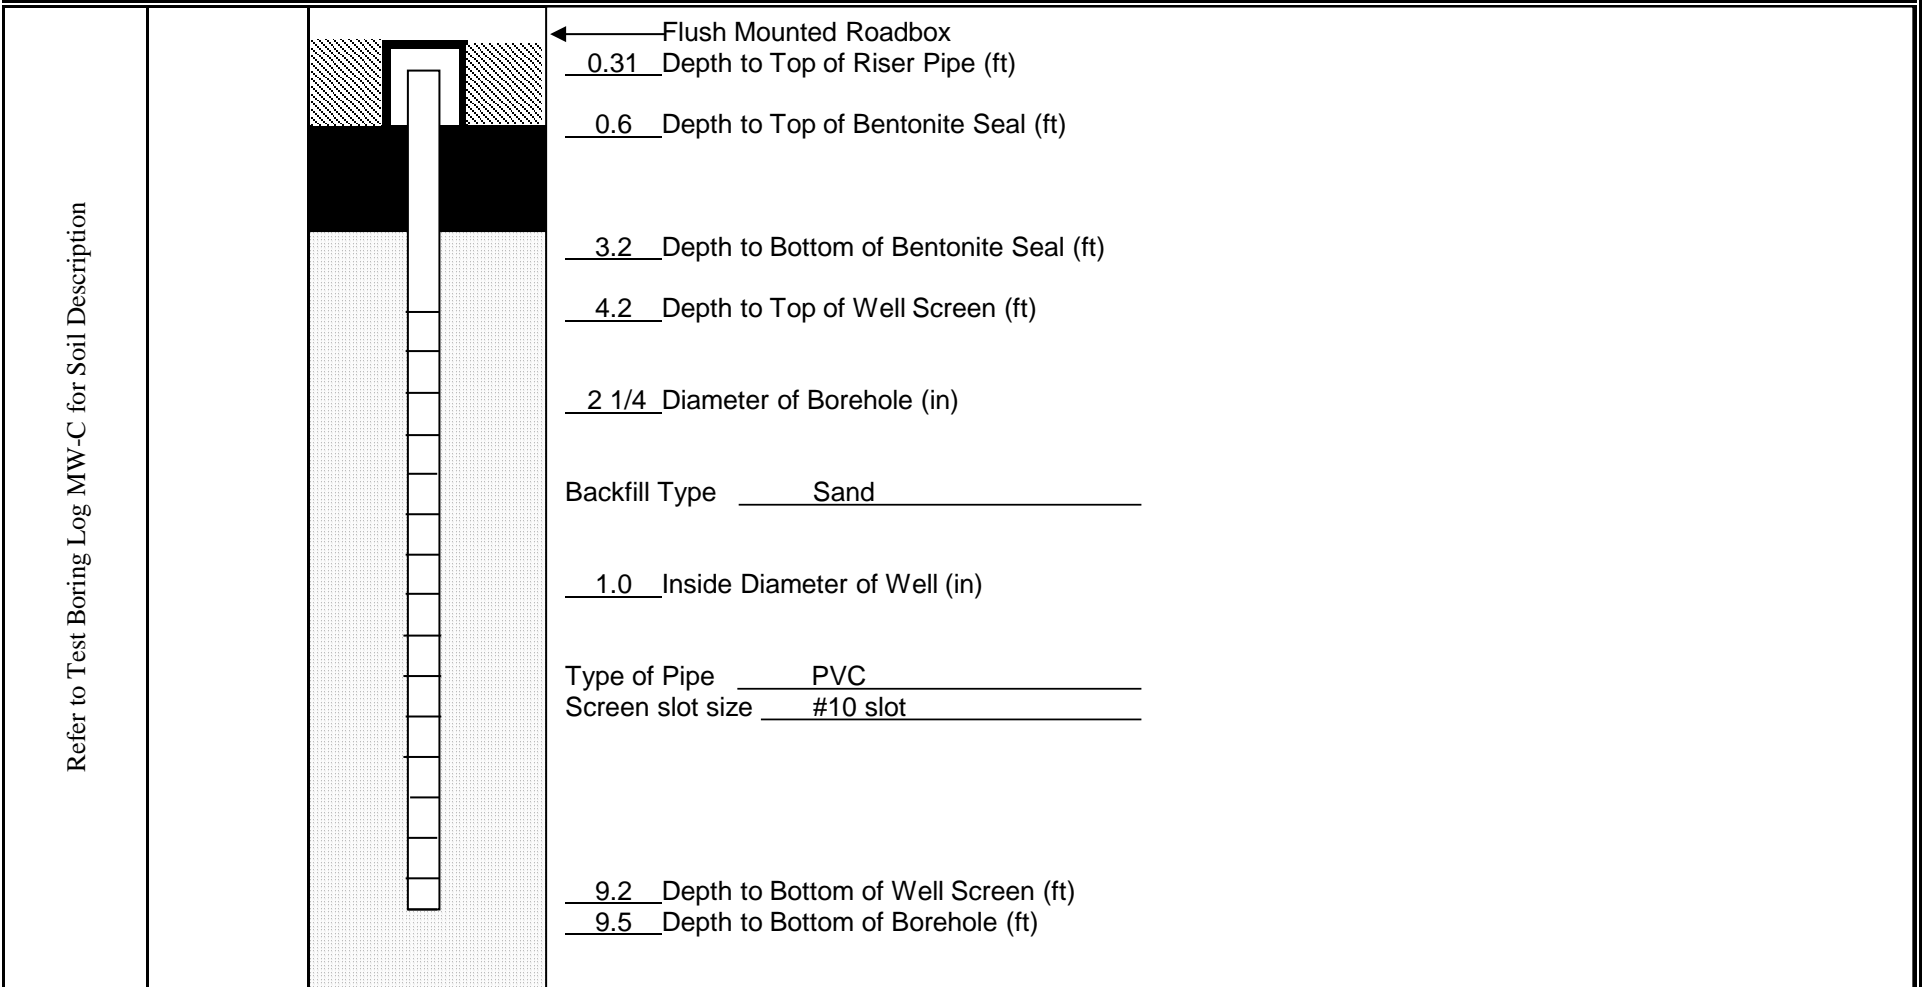 Refer to Test Boring Log MW-C for Soil Description
Flush Mounted Roadbox
0.31 Depth to Top of Riser Pipe (ft)
0.6 Depth to Top of Bentonite Seal (ft)
3.2 Depth to Bottom of Bentonite Seal (ft)
4.2 Depth to Top of Well Screen (ft)
2 1/4 Diameter of Borehole (in)
Backfill Type Sand
1.0 Inside Diameter of Well (in)
Type of Pipe PVC
Screen slot size #10 slot
9.2 Depth to Bottom of Well Screen (ft)
9.5 Depth to Bottom of Borehole (ft)